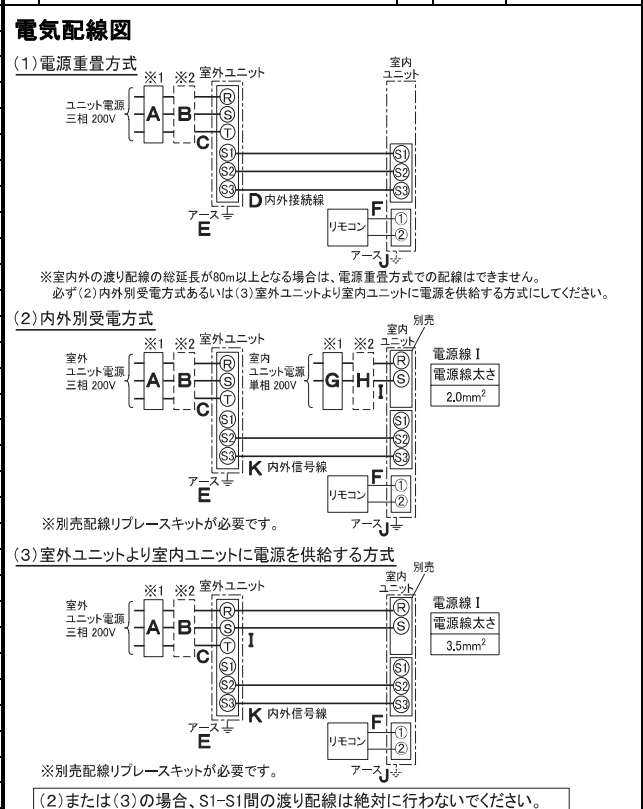 電気配線図
(1)電源重畳方式
※1 ※2 室外ユニット 室内ユニット
ユニット電源
三相 200V
A B C
R
S
T
S1 S1
S2 S2
S3 S3
D 内外接続線
アース
E
F
リモコン ① ②
アース J
※室内外の渡り配線の総延長が80m以上となる場合は、電源重畳方式での配線はできません。
必ず(2)内外別受電方式あるいは(3)室外ユニットより室内ユニットに電源を供給する方式にしてください。
(2)内外別受電方式
※1 ※2 室外ユニット ※1 ※2 室内ユニット 別売
室外
ユニット電源
三相 200V
A B C
R
S
T
室内
ユニット電源
単相 200V
G H I
R
S
電源線 I
電源線太さ
2.0mm²
S1 S1
S2 S2
S3 S3
K 内外信号線
アース
E
F
リモコン ① ②
アース J
※別売配線リプレースキットが必要です。
(3)室外ユニットより室内ユニットに電源を供給する方式
※1 ※2 室外ユニット 室内ユニット 別売
室外
ユニット電源
三相 200V
A B C
R R
S S
T
I
電源線 I
電源線太さ
3.5mm²
S1 S1
S2 S2
S3 S3
K 内外信号線
アース
E
F
リモコン ① ②
アース J
※別売配線リプレースキットが必要です。
(2)または(3)の場合、S1-S1間の渡り配線は絶対に行わないでください。